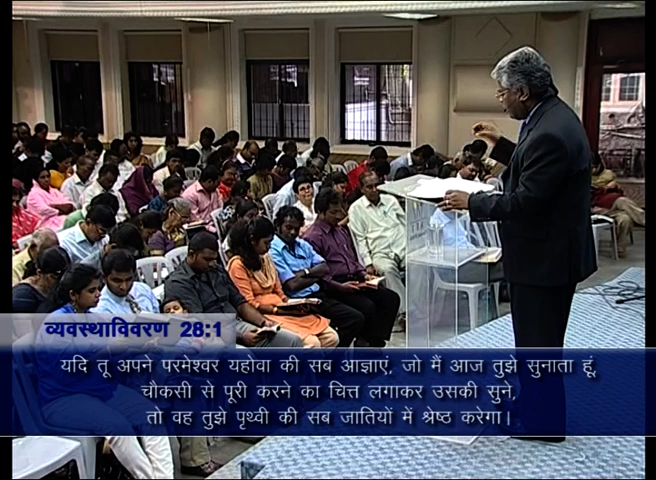 व्यवस्थाविवरण 28:1
यदि तू अपने परमेश्वर यहोवा की सब आज्ञाएं, जो मैं आज तुझे सुनाता हूं,
चौकसी से पूरी करने का चित्त लगाकर उसकी सुने,
तो वह तुझे पृथ्वी की सब जातियों में श्रेष्ठ करेगा।